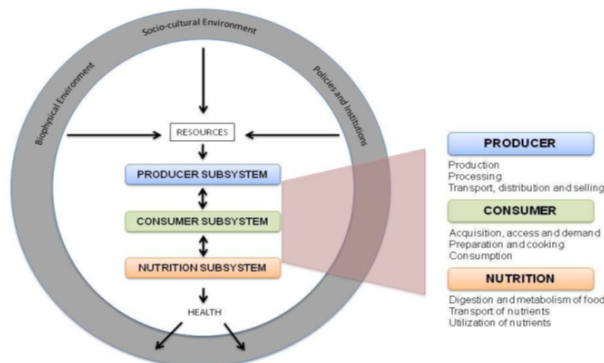 Socio-cultural Environment
Biophysical Environment
Policies and Institutions
RESOURCES
PRODUCER SUBSYSTEM
CONSUMER SUBSYSTEM
NUTRITION SUBSYSTEM
HEALTH
PRODUCER
Production
Processing
Transport, distribution and selling
CONSUMER
Acquisition, access and demand
Preparation and cooking
Consumption
NUTRITION
Digestion and metabolism of food
Transport of nutrients
Utilization of nutrients